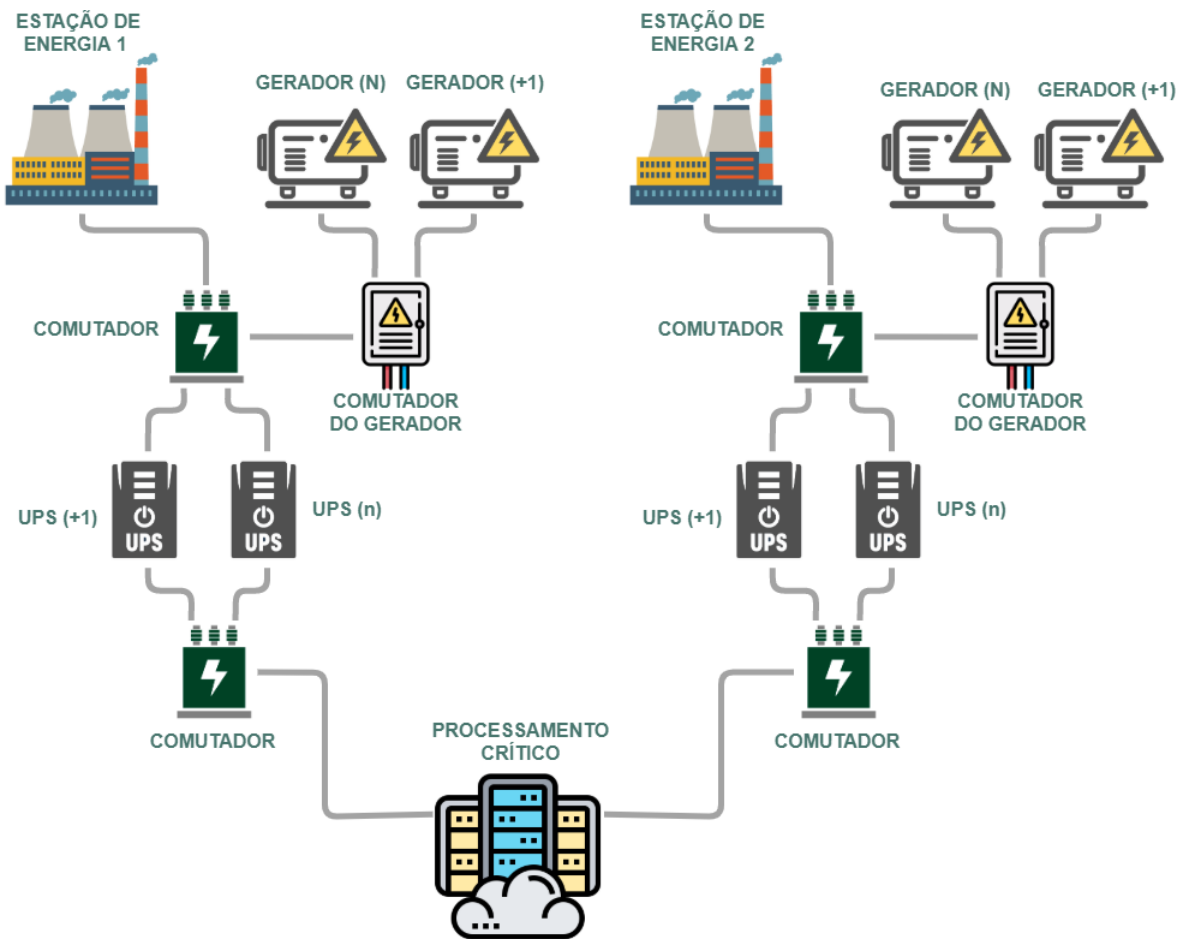 ESTAÇÃO DE
ENERGIA 1
GERADOR (N)
GERADOR (+1)
COMUTADOR
COMUTADOR
DO GERADOR
UPS (+1)
UPS
UPS
UPS (n)
COMUTADOR
ESTAÇÃO DE
ENERGIA 2
GERADOR (N)
GERADOR (+1)
COMUTADOR
COMUTADOR
DO GERADOR
UPS (+1)
UPS
UPS
UPS (n)
COMUTADOR
PROCESSAMENTO
CRÍTICO